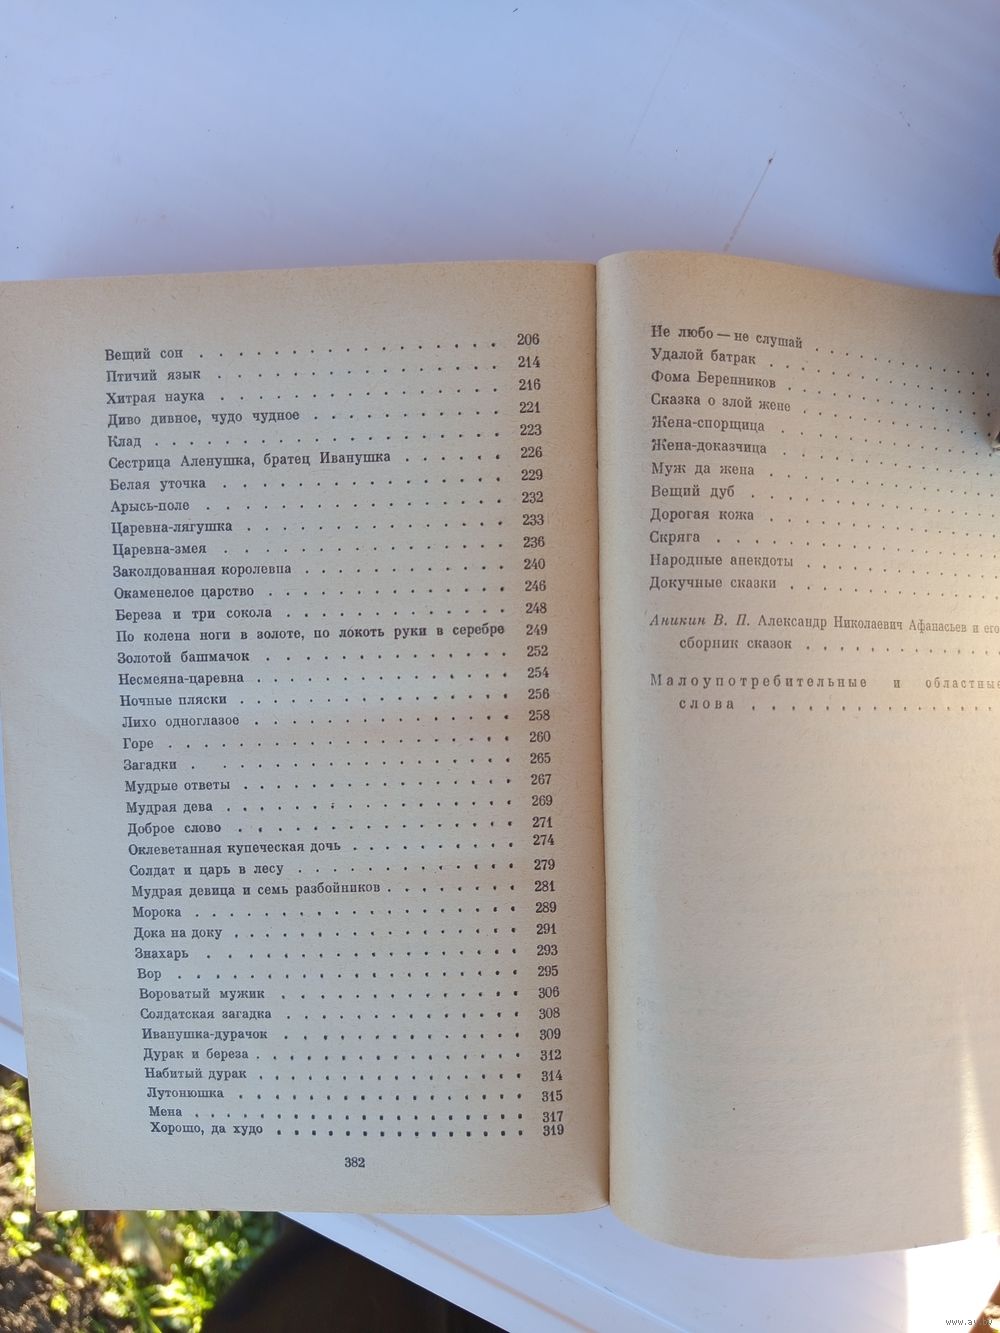 Вещий сон . . . . . . . . . . . . . . . . . 206
Птичий язык . . . . . . . . . . . . . . . . 214
Хитрая наука . . . . . . . . . . . . . . . . 216
Диво дивное, чудо чудное . . . . . . . . . . . 221
Клад . . . . . . . . . . . . . . . . . . . 223
Сестрица Аленушка, братец Иванушка . . . . . . 226
Белая уточка . . . . . . . . . . . . . . . . 229
Арысь-поле . . . . . . . . . . . . . . . . . 232
Царевна-лягушка . . . . . . . . . . . . . . 233
Царевна-змея . . . . . . . . . . . . . . . . 236
Заколдованная королевна . . . . . . . . . . . 240
Окаменелое царство . . . . . . . . . . . . . 246
Береза и три сокола . . . . . . . . . . . . 248
По колена ноги в золоте, по локоть руки в серебре 249
Золотой башмачок . . . . . . . . . . . . . 252
Несмеяна-царевна . . . . . . . . . . . . . . 254
Ночные пляски . . . . . . . . . . . . . . . 256
Лихо одноглазое . . . . . . . . . . . . . . 258
Горе . . . . . . . . . . . . . . . . . . . 260
Загадки . . . . . . . . . . . . . . . . . . 265
Мудрые ответы . . . . . . . . . . . . . . . 267
Мудрая дева . . . . . . . . . . . . . . . . 269
Доброе слово . . . . . . . . . . . . . . . 271
Оклеветанная купеческая дочь . . . . . . . . . 274
Солдат и царь в лесу . . . . . . . . . . . . 279
Мудрая девица и семь разбойников . . . . . . . 281
Морока . . . . . . . . . . . . . . . . . . 289
Дока на доку . . . . . . . . . . . . . . . 291
Знахарь . . . . . . . . . . . . . . . . . 293
Вор . . . . . . . . . . . . . . . . . . . 295
Вороватый мужик . . . . . . . . . . . . . 306
Солдатская загадка . . . . . . . . . . . . 308
Иванушка-дурачок . . . . . . . . . . . . . 309
Дурак и береза . . . . . . . . . . . . . . 312
Набитый дурак . . . . . . . . . . . . . . 314
Лутонюшка . . . . . . . . . . . . . . . . 315
Мена . . . . . . . . . . . . . . . . . . 317
Хорошо, да худо . . . . . . . . . . . . . 319
382
Не любо — не слушай . . . . . . . . .
Удалой батрак . . . . . . . . . . . .
Фома Беренников . . . . . . . . . . .
Сказка о злой жене . . . . . . . . . .
Жена-спорщица . . . . . . . . . . . .
Жена-доказчица . . . . . . . . . . . .
Муж да жена . . . . . . . . . . . . .
Вещий дуб . . . . . . . . . . . . . .
Дорогая кожа . . . . . . . . . . . . .
Скряга . . . . . . . . . . . . . . . .
Народные анекдоты . . . . . . . . . .
Докучные сказки . . . . . . . . . . .
Аникин В. П. Александр Николаевич Афанасьев и его
сборник сказок . . . . . . . . . . .
Малоупотребительные и областные
слова . . . . . . . . . . . . . .